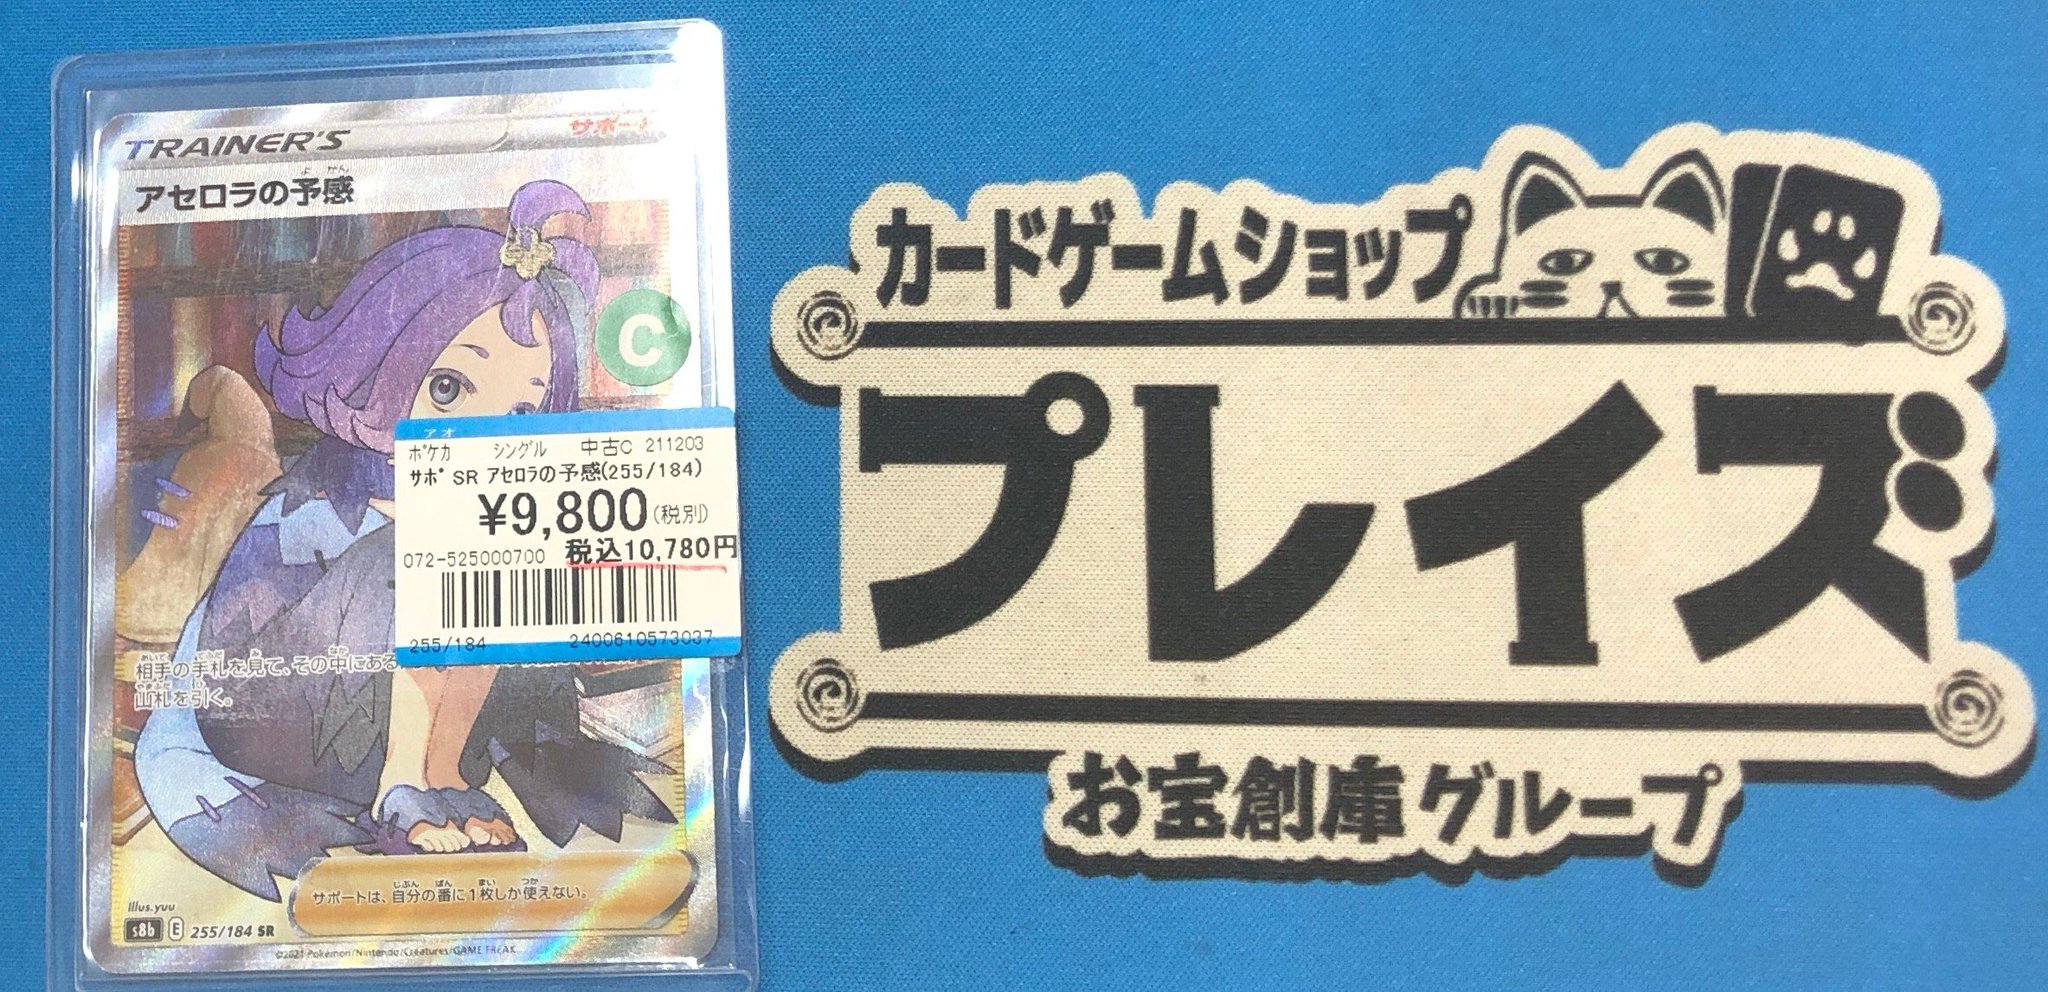 TRAINER'S
サポート
アセロラの予感
C
ポケカ シングル 中古C 211203
サポ SR アセロラの予感(255/184)
¥9,800(税別)
072-525000700 税込10,780円
255/184 2400610573037
相手の手札を見て、その中にある
山札を引く。
サポートは、自分の番に1枚しか使えない。
Illus.yuu
s8b E 255/184 SR
©2021 Pokémon/Nintendo/Creatures/GAME FREAK
カードゲームショップ
プレイズ
お宝創庫グループ